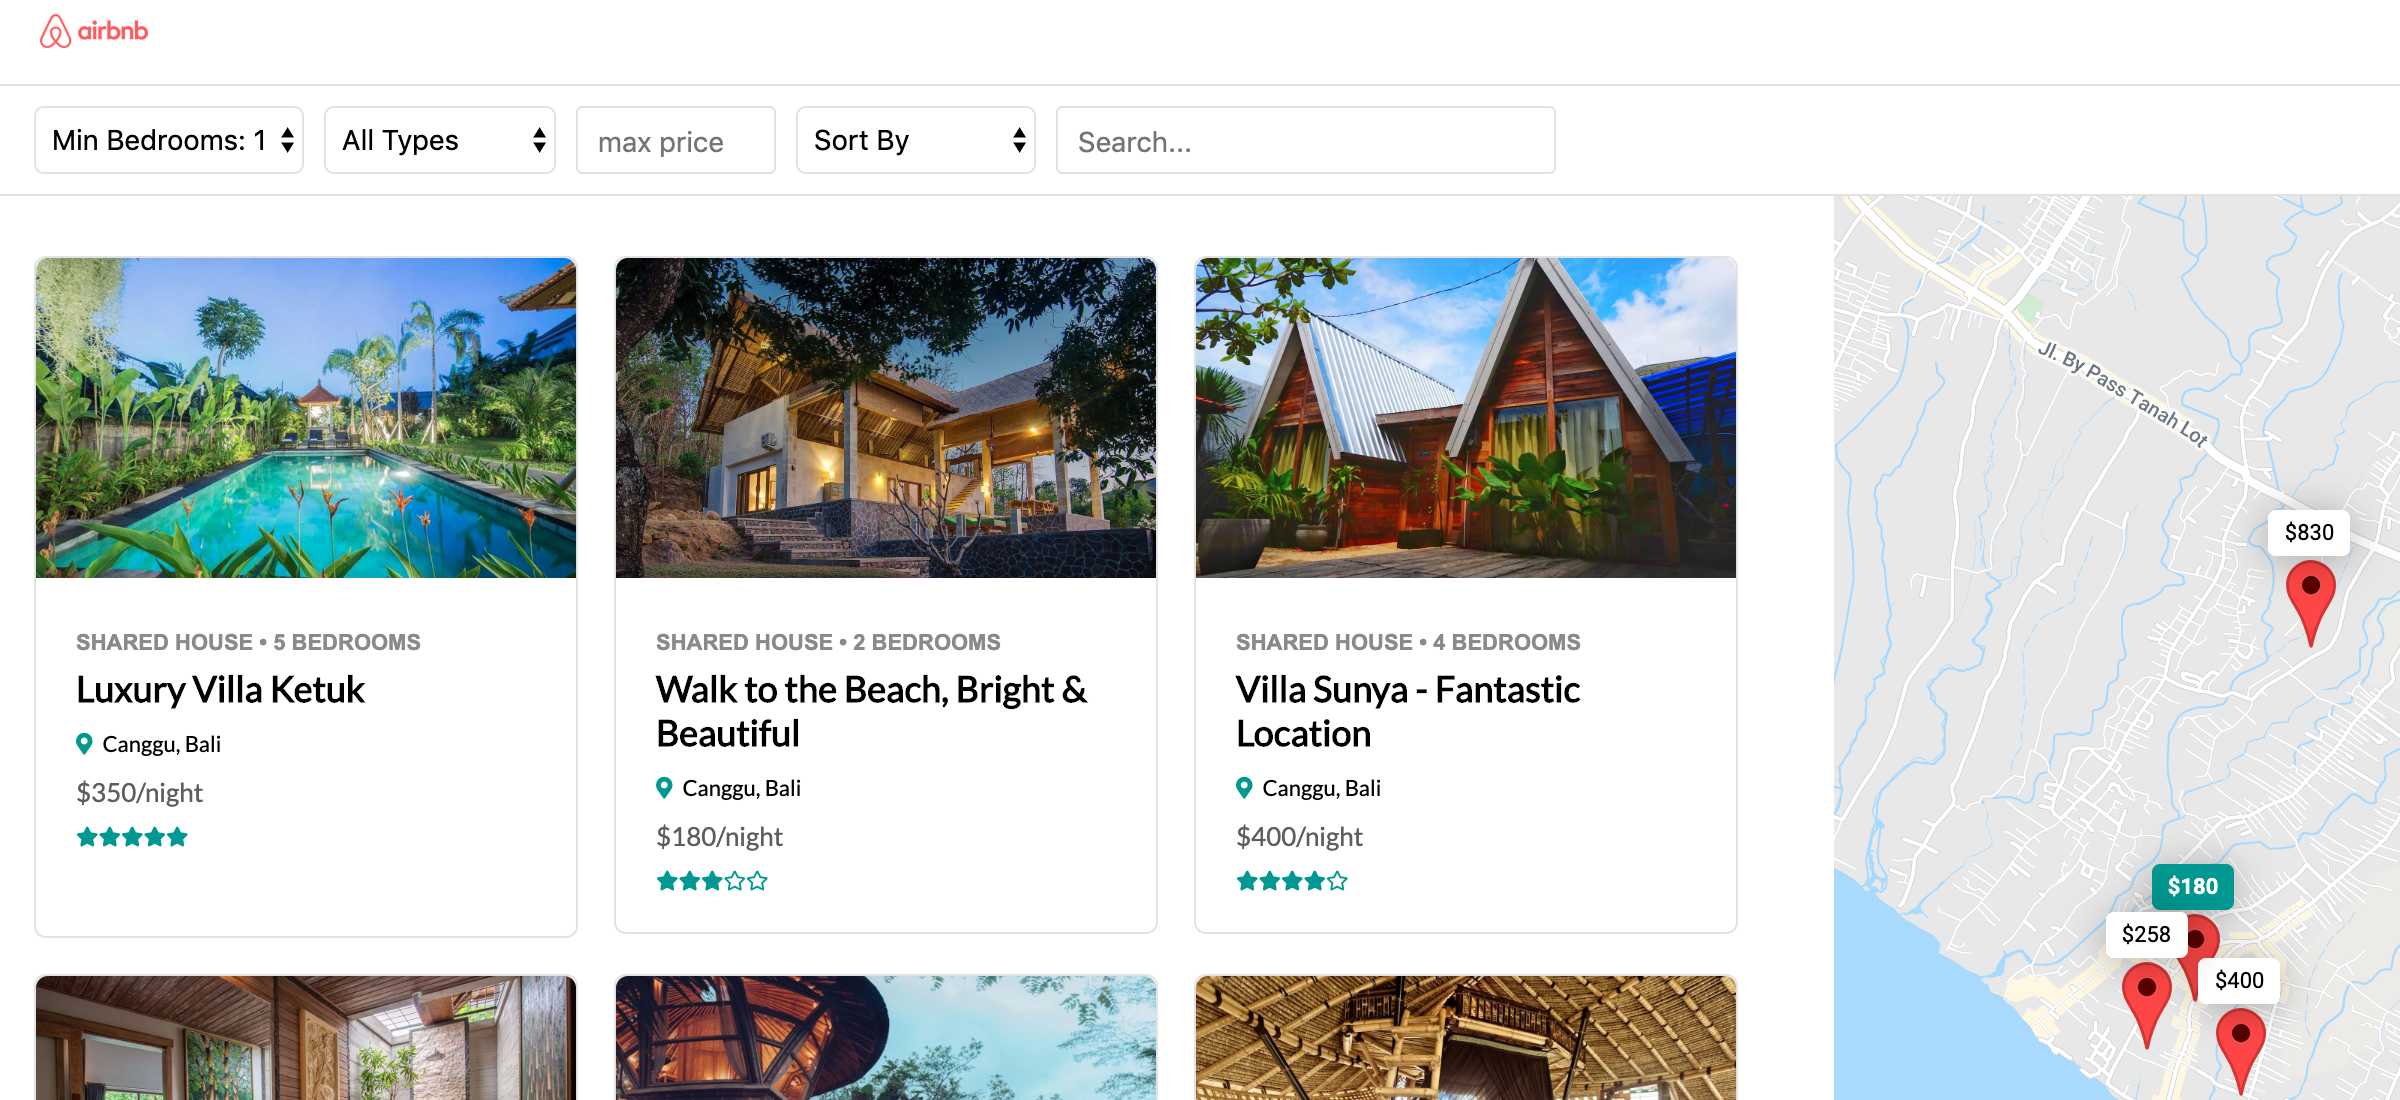 airbnb
Min Bedrooms: 1
All Types
max price
Sort By
Search...
SHARED HOUSE • 5 BEDROOMS
Luxury Villa Ketuk
Canggu, Bali
$350/night
SHARED HOUSE • 2 BEDROOMS
Walk to the Beach, Bright &
Beautiful
Canggu, Bali
$180/night
SHARED HOUSE • 4 BEDROOMS
Villa Sunya - Fantastic
Location
Canggu, Bali
$400/night
Jl. By Pass Tanah Lot
$830
$180
$258
$400